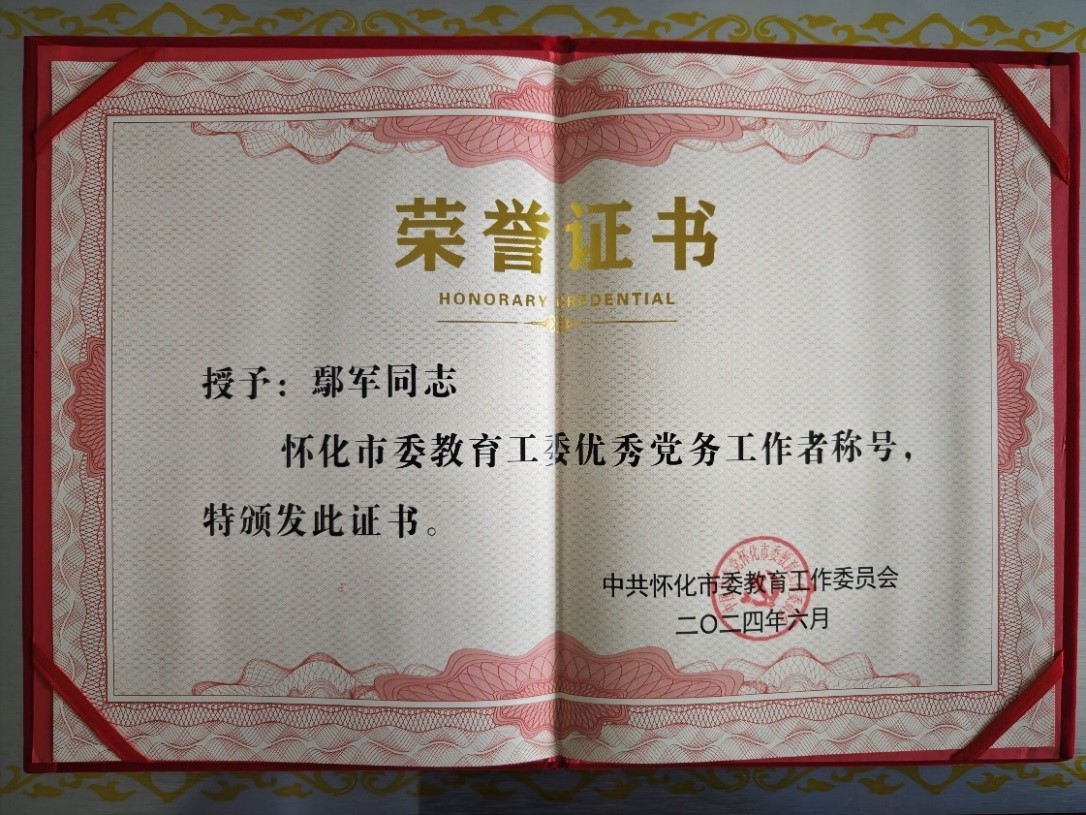 荣誉证书
HONORARY CREDENTIAL
授予：鄢军同志
怀化市委教育工委优秀党务工作者称号，
特颁发此证书。
中共怀化市委教育工作委员会
二〇二四年六月